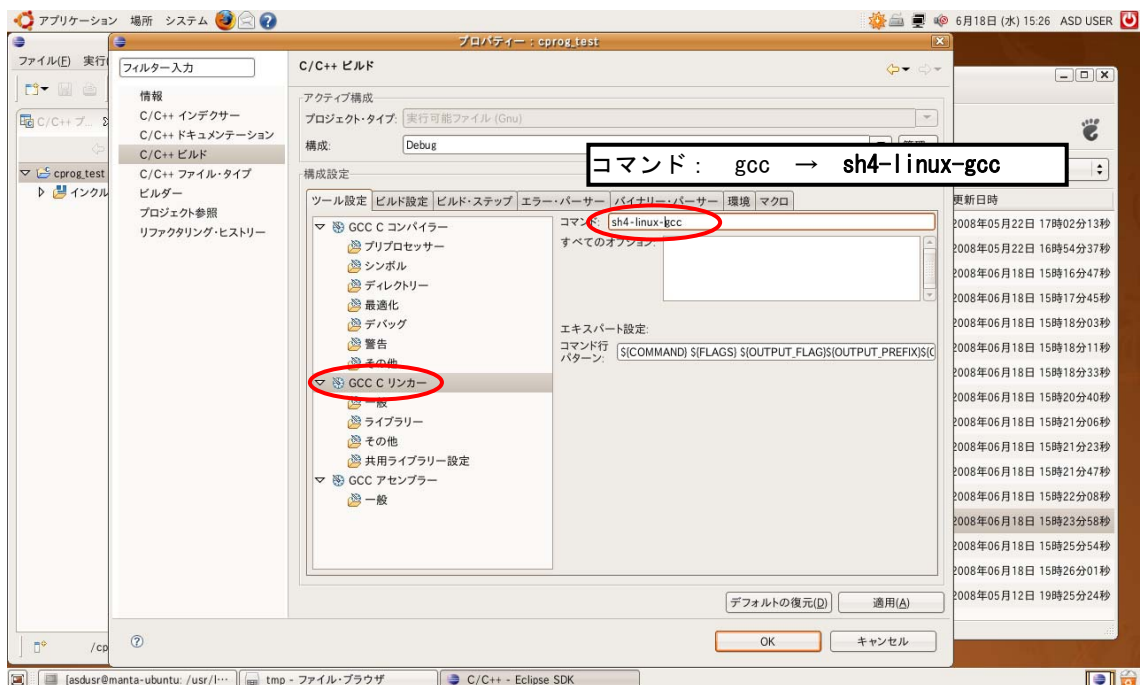 アプリケーション 場所 システム
6月18日 (水) 15:26 ASD USER
プロパティー : cprog_test
ファイル(F) 実行
フィルター入力
C/C++ ビルド
情報
C/C++ インデクサー
C/C++ ドキュメンテーション
C/C++ ビルド
C/C++ ファイル・タイプ
ビルダー
プロジェクト参照
リファクタリング・ヒストリー
C/C++ プ...
cprog_test
インクル
アクティブ構成
プロジェクト・タイプ: 実行可能ファイル (Gnu)
構成: Debug
コマンド： gcc → sh4-linux-gcc
構成設定
ツール設定 ビルド設定 ビルド・ステップ エラー・パーサー バイナリー・パーサー 環境 マクロ
GCC C コンパイラー
プリプロセッサー
シンボル
ディレクトリー
最適化
デバッグ
警告
その他
GCC C リンカー
一般
ライブラリー
その他
共用ライブラリー設定
GCC アセンブラー
一般
コマンド: sh4-linux-gcc
すべてのオプション:
エキスパート設定:
コマンド行
パターン: ${COMMAND} ${FLAGS} ${OUTPUT_FLAG}${OUTPUT_PREFIX}${
デフォルトの復元(D) 適用(A)
OK キャンセル
更新日時
2008年05月22日 17時02分13秒
2008年05月22日 16時54分37秒
2008年06月18日 15時16分47秒
2008年06月18日 15時17分45秒
2008年06月18日 15時18分03秒
2008年06月18日 15時18分11秒
2008年06月18日 15時18分33秒
2008年06月18日 15時20分40秒
2008年06月18日 15時21分06秒
2008年06月18日 15時21分23秒
2008年06月18日 15時21分47秒
2008年06月18日 15時22分08秒
2008年06月18日 15時23分58秒
2008年06月18日 15時25分54秒
2008年06月18日 15時26分01秒
2008年05月12日 19時25分24秒
/cp
[asdusr@manta-ubuntu: /usr/l… tmp - ファイル・ブラウザ C/C++ - Eclipse SDK